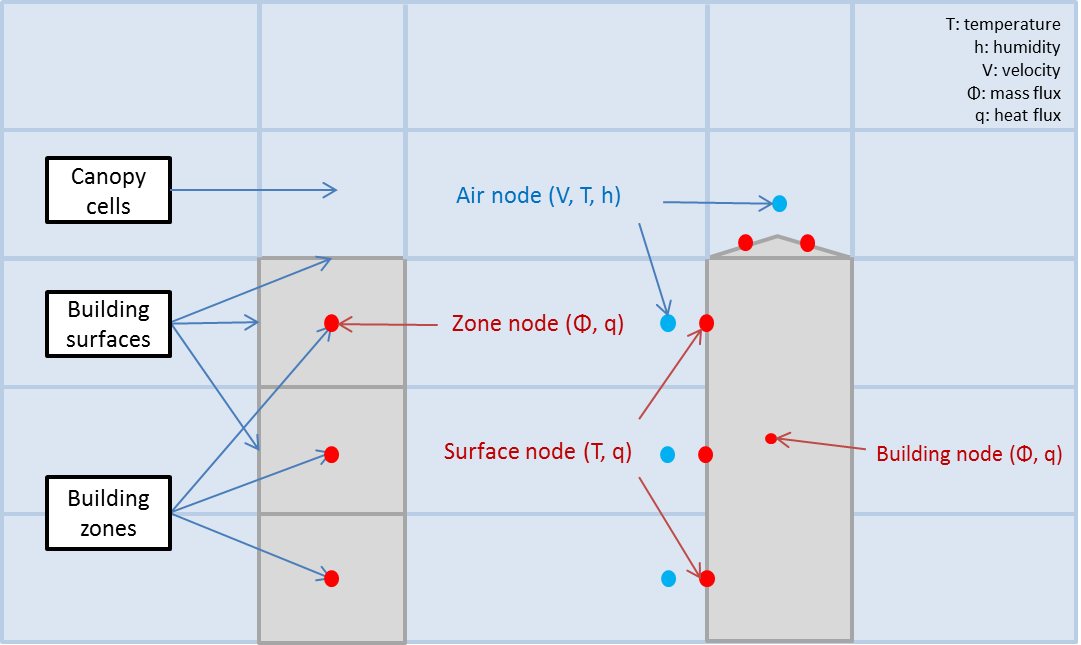 T: temperature
h: humidity
V: velocity
Φ: mass flux
q: heat flux
Canopy
cells
Air node (V, T, h)
Building
surfaces
Zone node (Φ, q)
Surface node (T, q)
Building node (Φ, q)
Building
zones